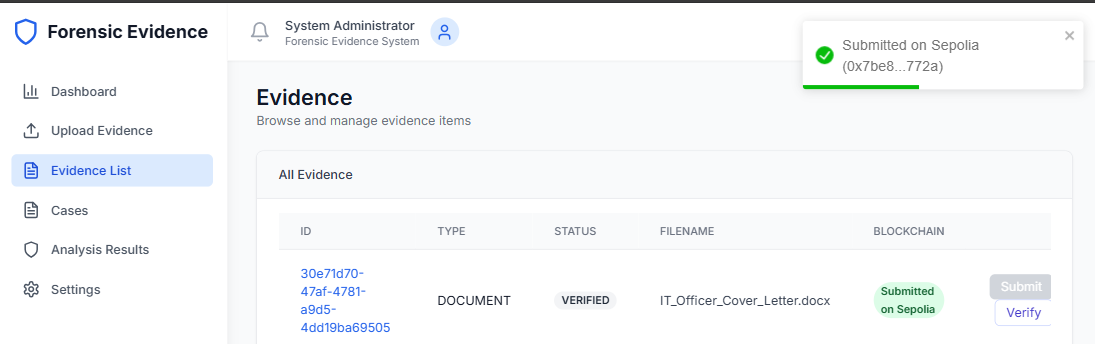 Forensic Evidence
System Administrator
Forensic Evidence System
Submitted on Sepolia
(0x7be8...772a)
Dashboard
Upload Evidence
Evidence List
Cases
Analysis Results
Settings
Evidence
Browse and manage evidence items
All Evidence
ID TYPE STATUS FILENAME BLOCKCHAIN
30e71d70-
47af-4781-
a9d5-
4dd19ba69505
DOCUMENT
VERIFIED
IT_Officer_Cover_Letter.docx
Submitted
on Sepolia
Submit
Verify